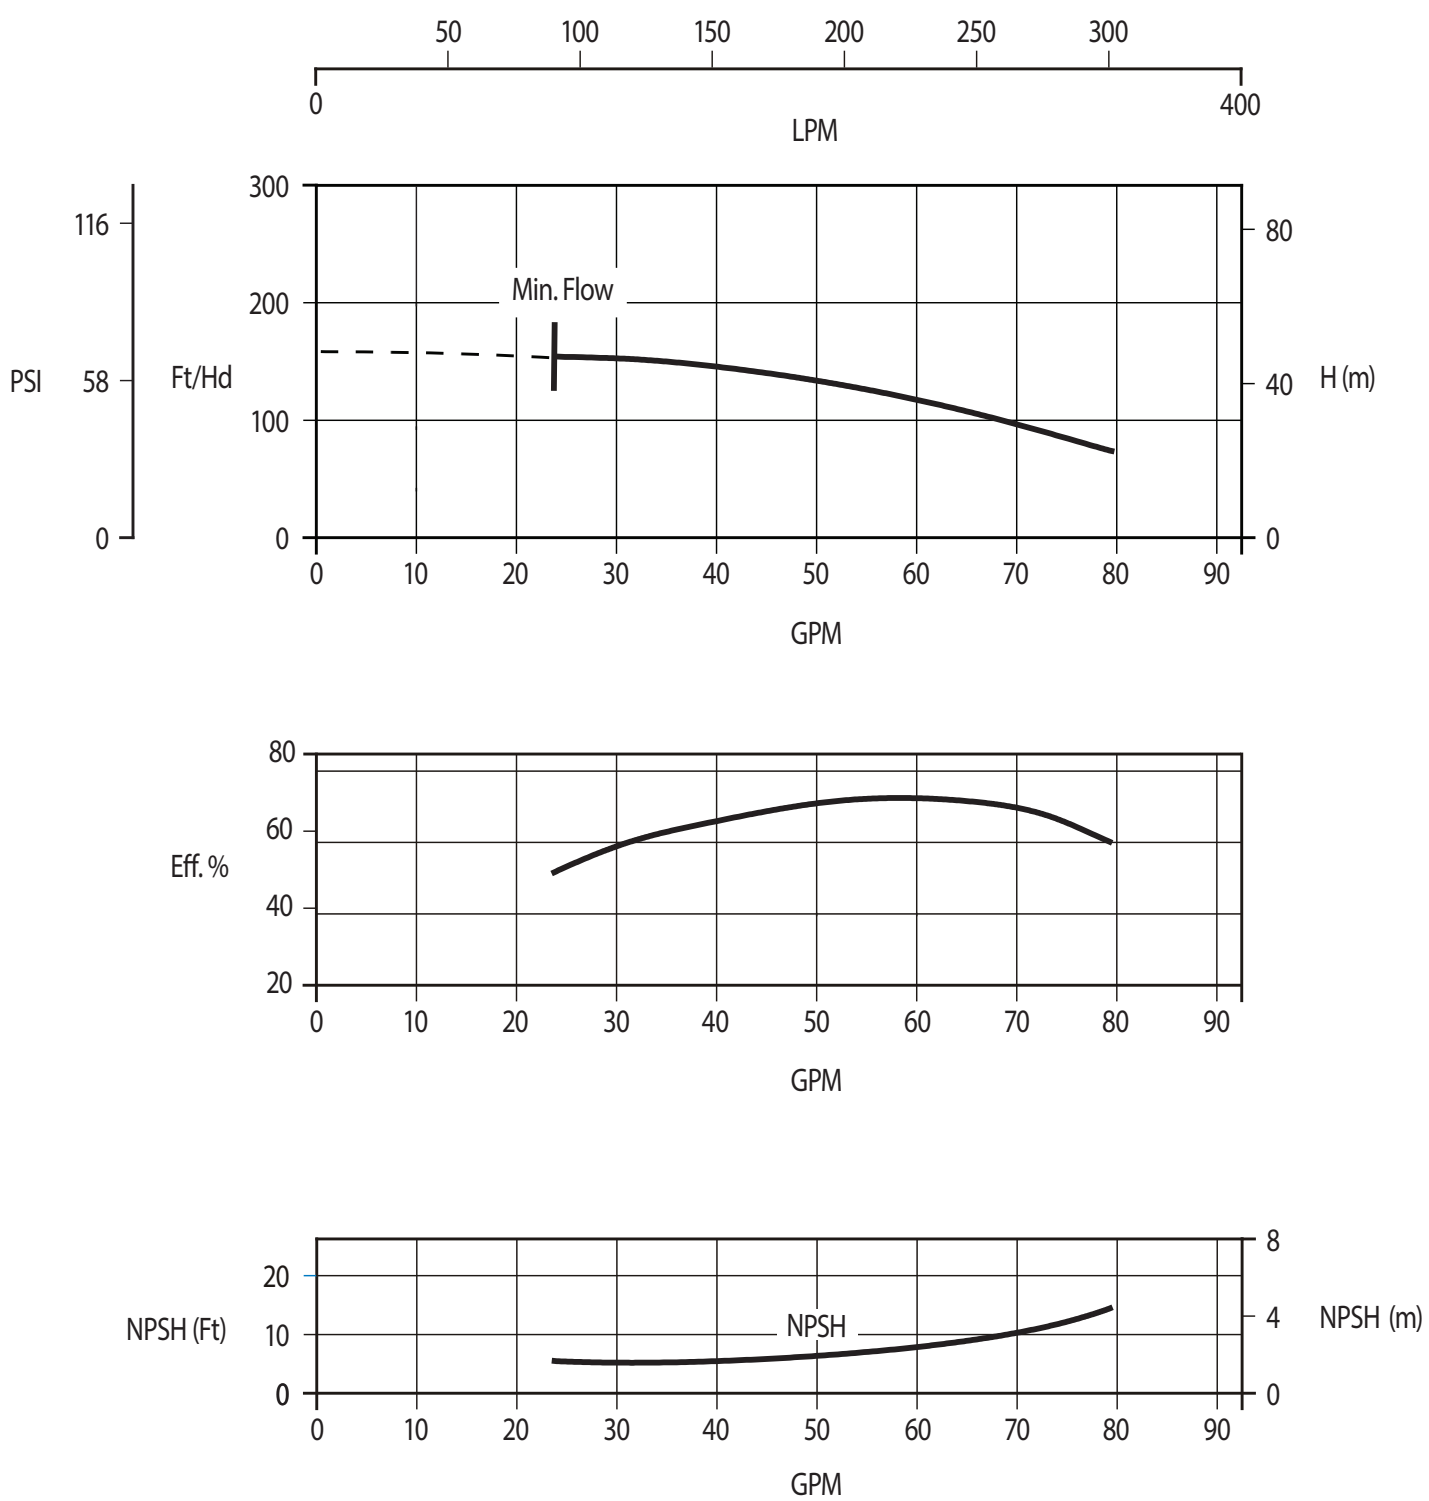 50 100 150 200 250 300
0 400
LPM
300
116
80
Min. Flow
200
PSI 58 Ft/Hd
40 H (m)
100
0 0 0
0 10 20 30 40 50 60 70 80 90
GPM
80
60
Eff. %
40
20
0 10 20 30 40 50 60 70 80 90
GPM
8
20
NPSH (Ft) NPSH 4 NPSH (m)
10
0 0
0 10 20 30 40 50 60 70 80 90
GPM